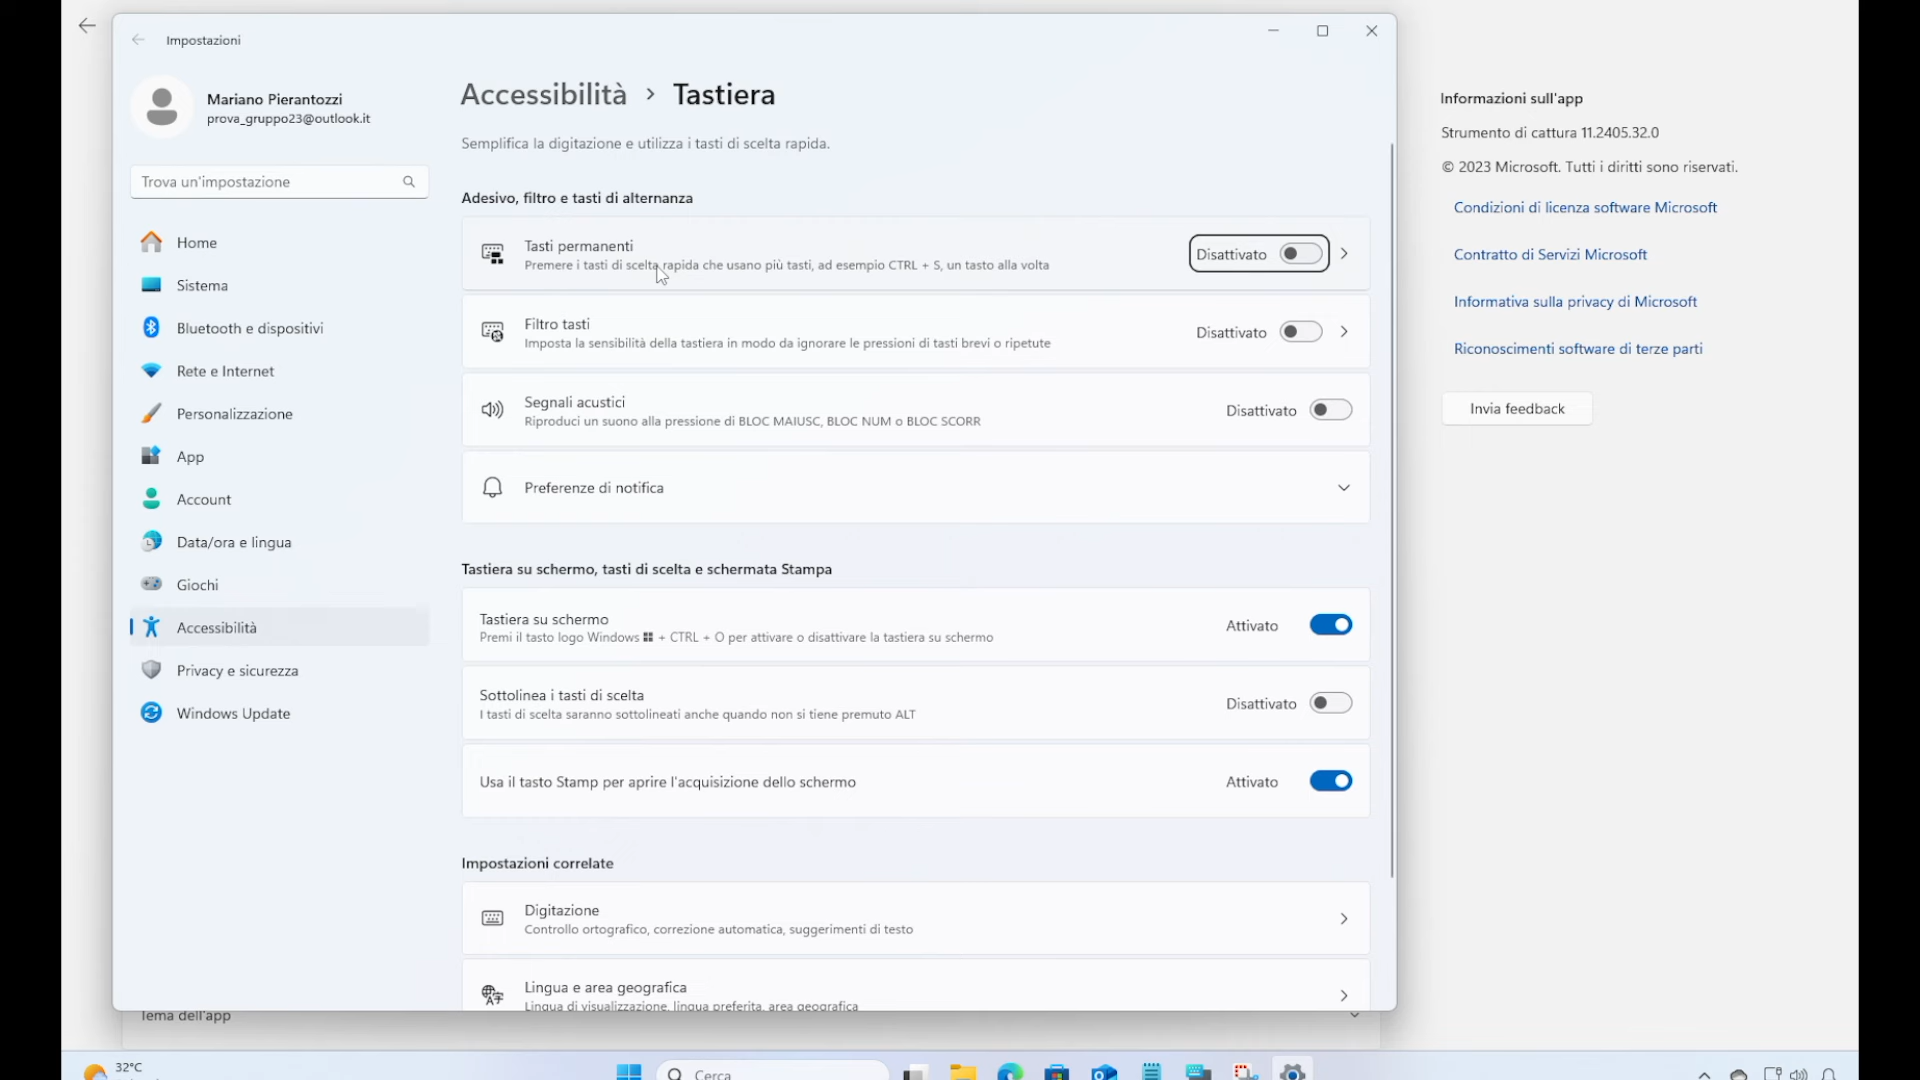 Impostazioni
Mariano Pierantozzi
prova_gruppo23@outlook.it
Trova un'impostazione
Home
Sistema
Bluetooth e dispositivi
Rete e Internet
Personalizzazione
App
Account
Data/ora e lingua
Giochi
Accessibilità
Privacy e sicurezza
Windows Update
Accessibilità › Tastiera
Semplifica la digitazione e utilizza i tasti di scelta rapida.
Adesivo, filtro e tasti di alternanza
Tasti permanenti
Premere i tasti di scelta rapida che usano più tasti, ad esempio CTRL + S, un tasto alla volta
Disattivato
Filtro tasti
Imposta la sensibilità della tastiera in modo da ignorare le pressioni di tasti brevi o ripetute
Disattivato
Segnali acustici
Riproduci un suono alla pressione di BLOC MAIUSC, BLOC NUM o BLOC SCORR
Disattivato
Preferenze di notifica
Tastiera su schermo, tasti di scelta e schermata Stampa
Tastiera su schermo
Premi il tasto logo Windows + CTRL + O per attivare o disattivare la tastiera su schermo
Attivato
Sottolinea i tasti di scelta
I tasti di scelta saranno sottolineati anche quando non si tiene premuto ALT
Disattivato
Usa il tasto Stamp per aprire l'acquisizione dello schermo
Attivato
Impostazioni correlate
Digitazione
Controllo ortografico, correzione automatica, suggerimenti di testo
Lingua e area geografica
Lingua di visualizzazione, lingua preferita, area geografica
Informazioni sull'app
Strumento di cattura 11.2405.32.0
© 2023 Microsoft. Tutti i diritti sono riservati.
Condizioni di licenza software Microsoft
Contratto di Servizi Microsoft
Informativa sulla privacy di Microsoft
Riconoscimenti software di terze parti
Invia feedback
Tema dell'app
32°C
Cerca